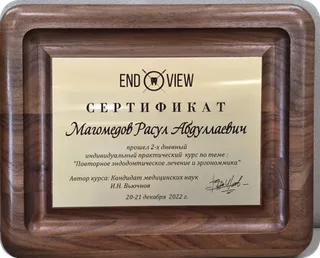 END VIEW
СЕРТИФИКАТ
Магомедов Расул Абдуллаевич
прошел 2-х дневный
индивидуальный практический курс по теме :
"Повторное эндодонтическое лечение и эргономика"
Автор курса: Кандидат медицинских наук
И.Н. Вьючнов
20-21 декабря 2022 г.